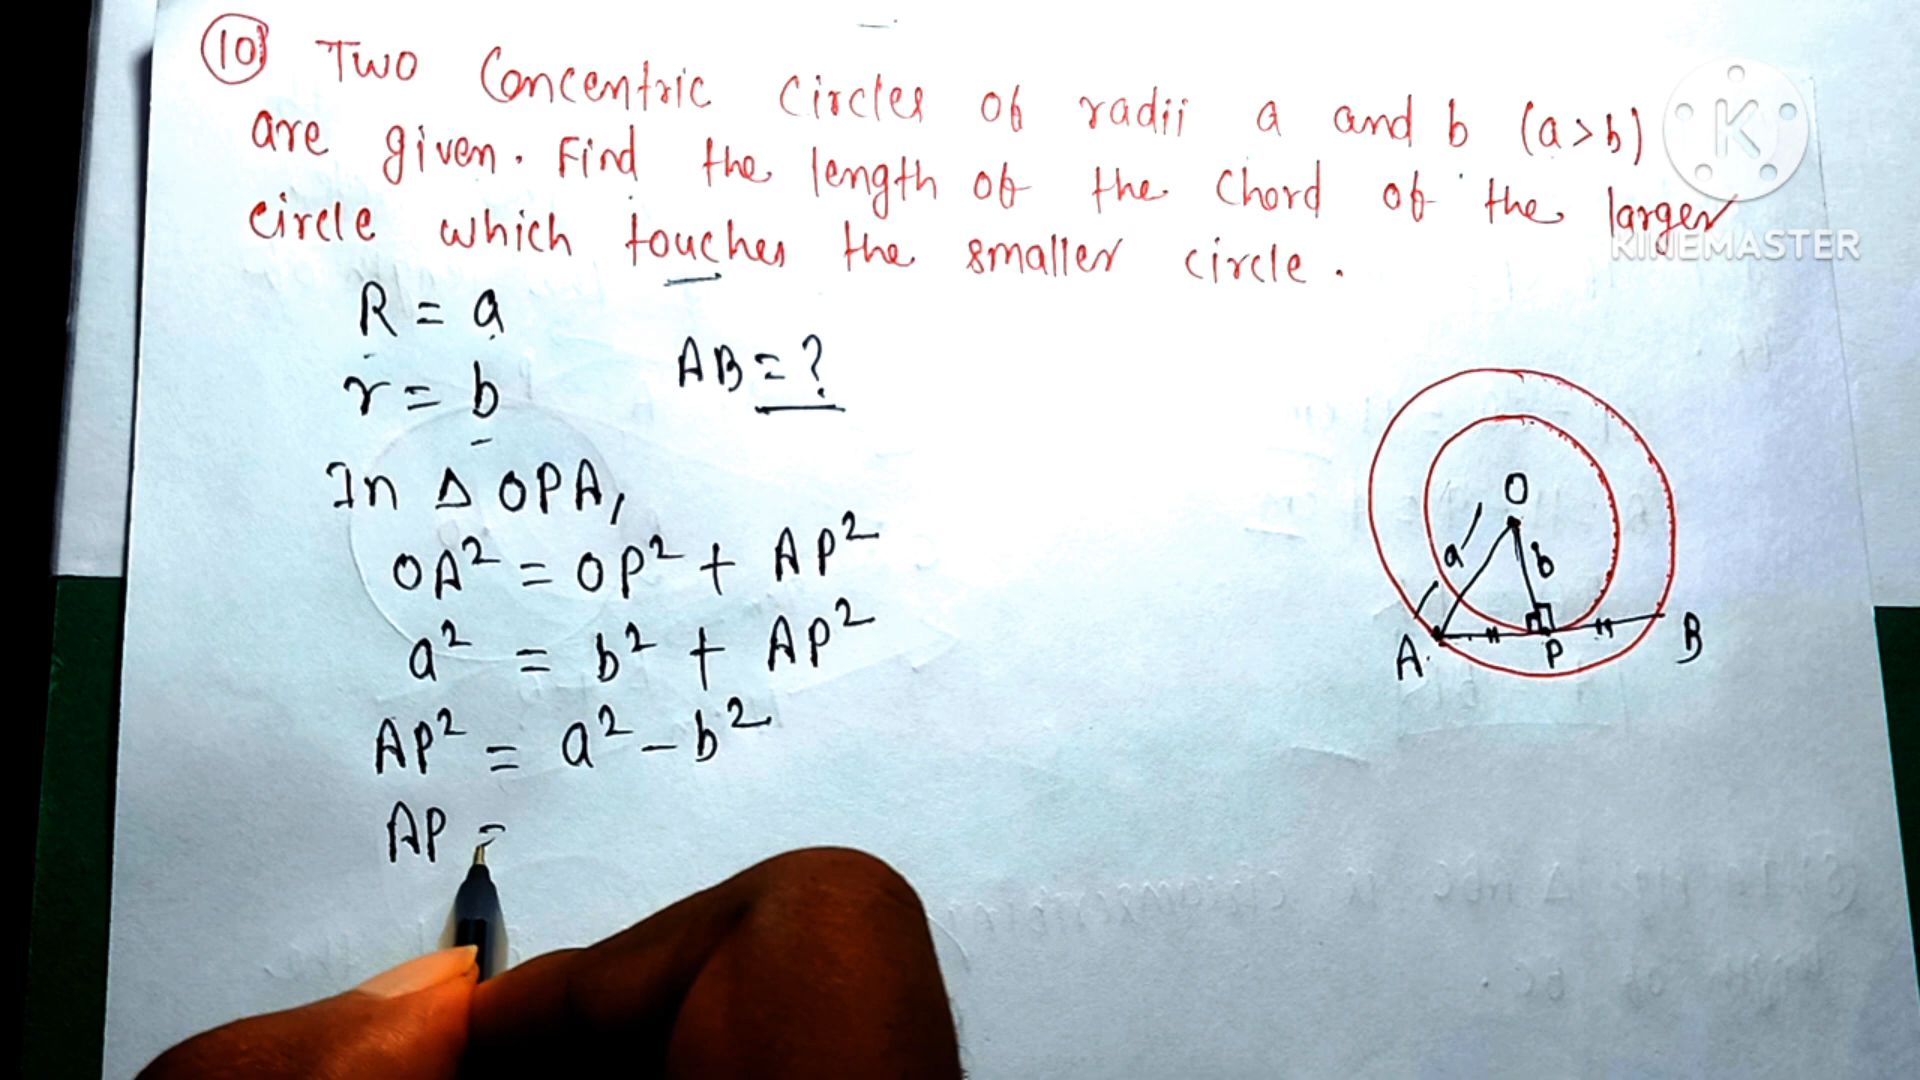 10 Two Concentric circles of radii a and b (a>b)
are given. Find the length of the chord of the larger
circle which touches the smaller circle.
R = a
r = b
AB = ?
In Δ OPA,
OA² = OP² + AP²
a² = b² + AP²
AP² = a² - b²
AP =
O
a
b
A
P
B
K
KINEMASTER